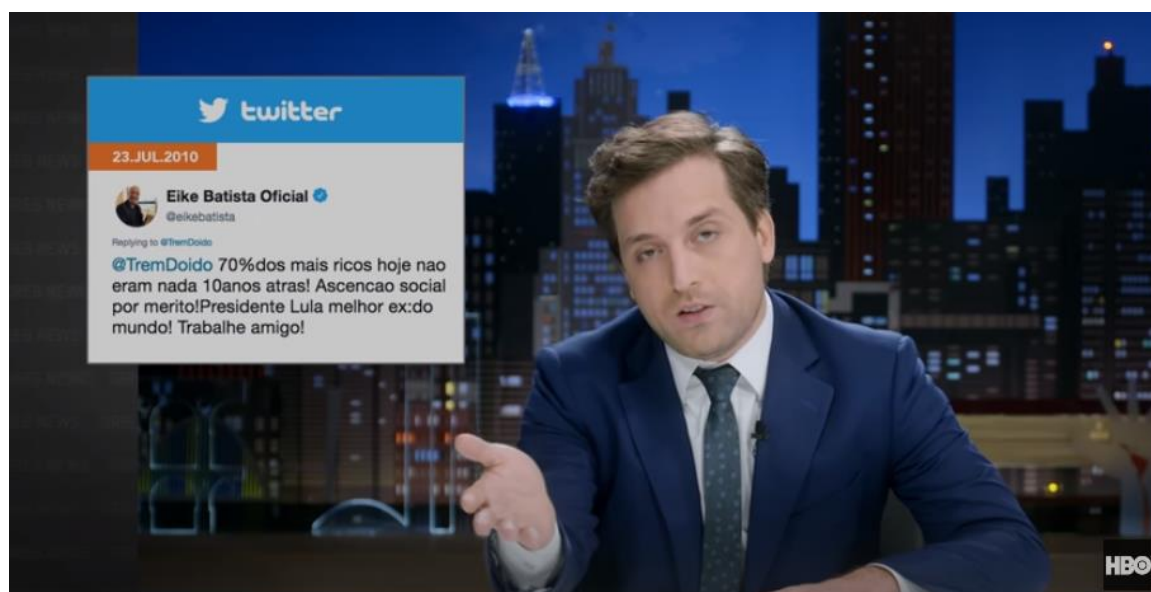 twitter
23.JUL.2010
Eike Batista Oficial
@eikebatista
Replying to @TremDoido
@TremDoido 70%dos mais ricos hoje nao
eram nada 10anos atras! Ascencao social
por merito!Presidente Lula melhor ex:do
mundo! Trabalhe amigo!
HBO